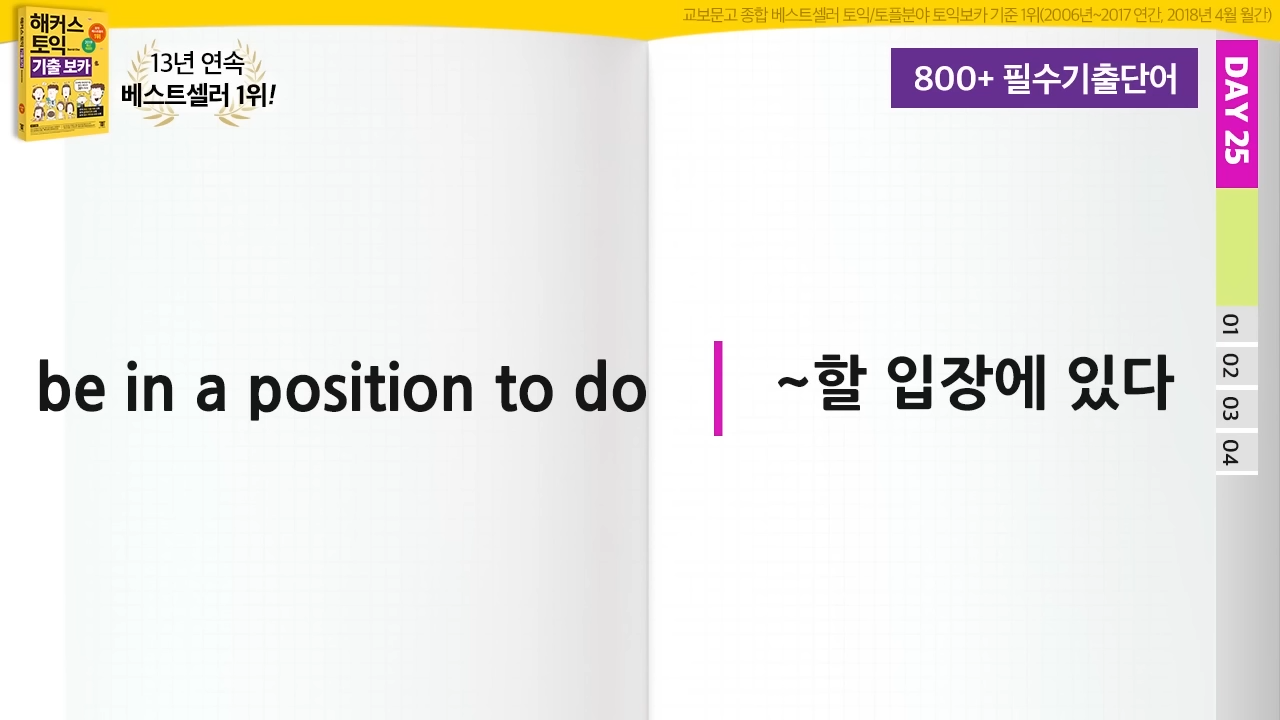 교보문고 종합 베스트셀러 토익/토플분야 토익보카 기준 1위(2006년~2017 연간, 2018년 4월 월간)
해커스
토익
기출 보카
13년 연속
베스트셀러 1위!
800+ 필수기출단어
DAY 25
be in a position to do
~할 입장에 있다
01
02
03
04